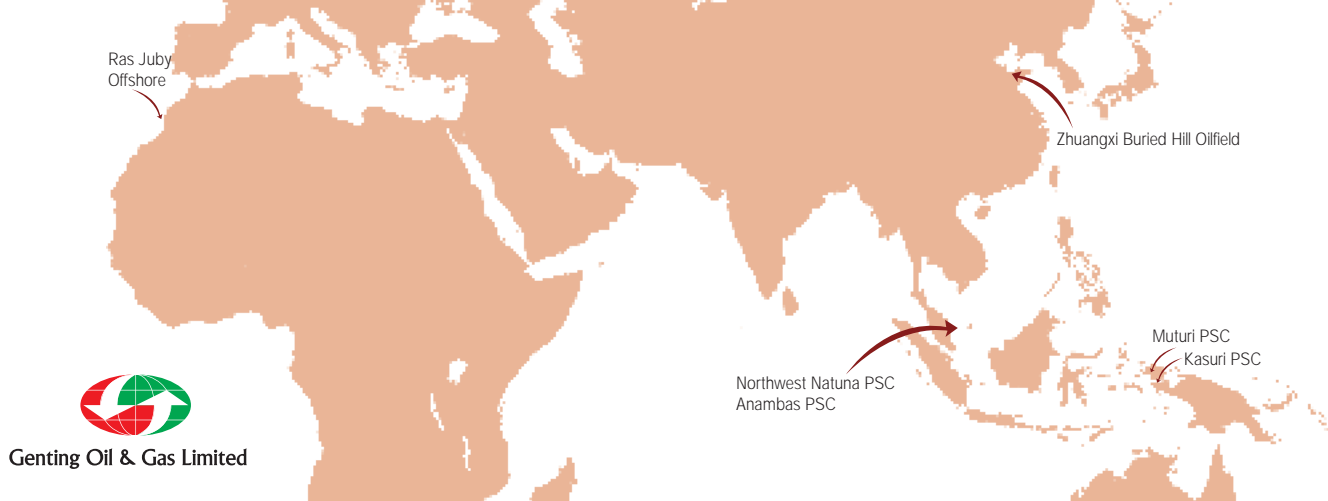 Ras Juby
Offshore
Zhuangxi Buried Hill Oilfield
Muturi PSC
Kasuri PSC
Northwest Natuna PSC
Anambas PSC
Genting Oil & Gas Limited